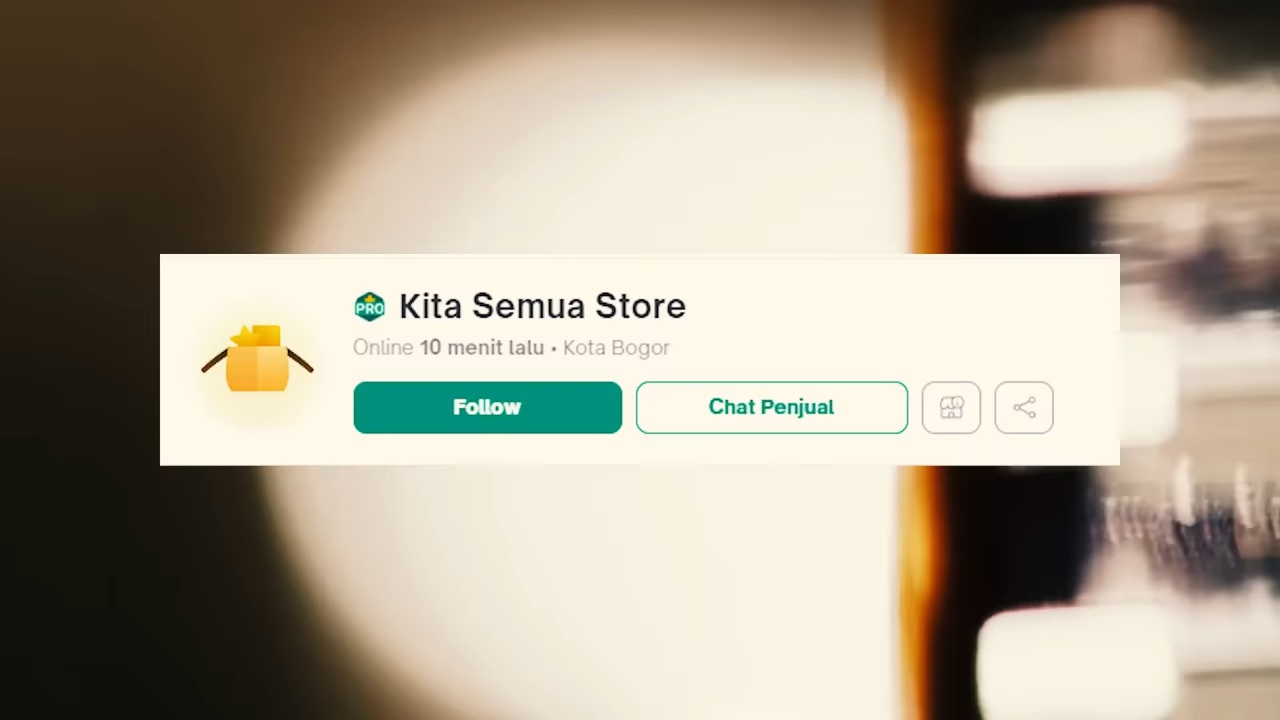 PRO Kita Semua Store
Online 10 menit lalu • Kota Bogor
Follow Chat Penjual